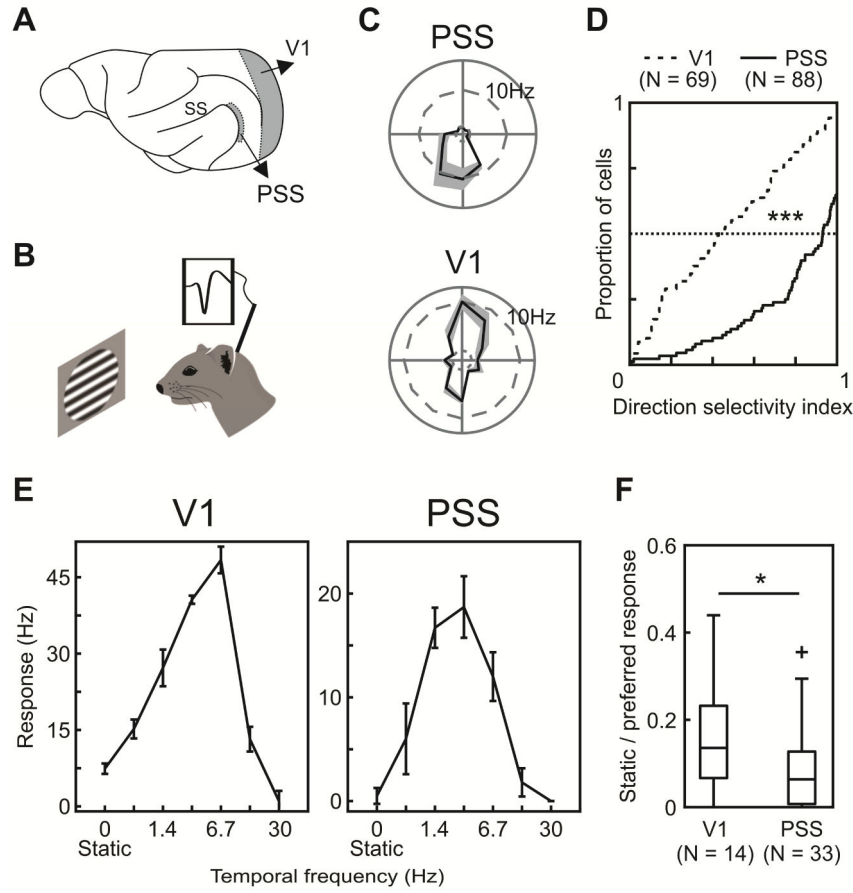 A
V1
SS
PSS
B
C
PSS
10Hz
V1
10Hz
D
V1 PSS
(N = 69) (N = 88)
1
Proportion of cells
***
0 1
Direction selectivity index
E
V1 PSS
Response (Hz)
45
30
15
0
0 1.4 6.7 30
Static
20
10
0
0 1.4 6.7 30
Static
Temporal frequency (Hz)
F
Static / preferred response
0.6
0.4
0.2
0
*
+
V1 PSS
(N = 14) (N = 33)